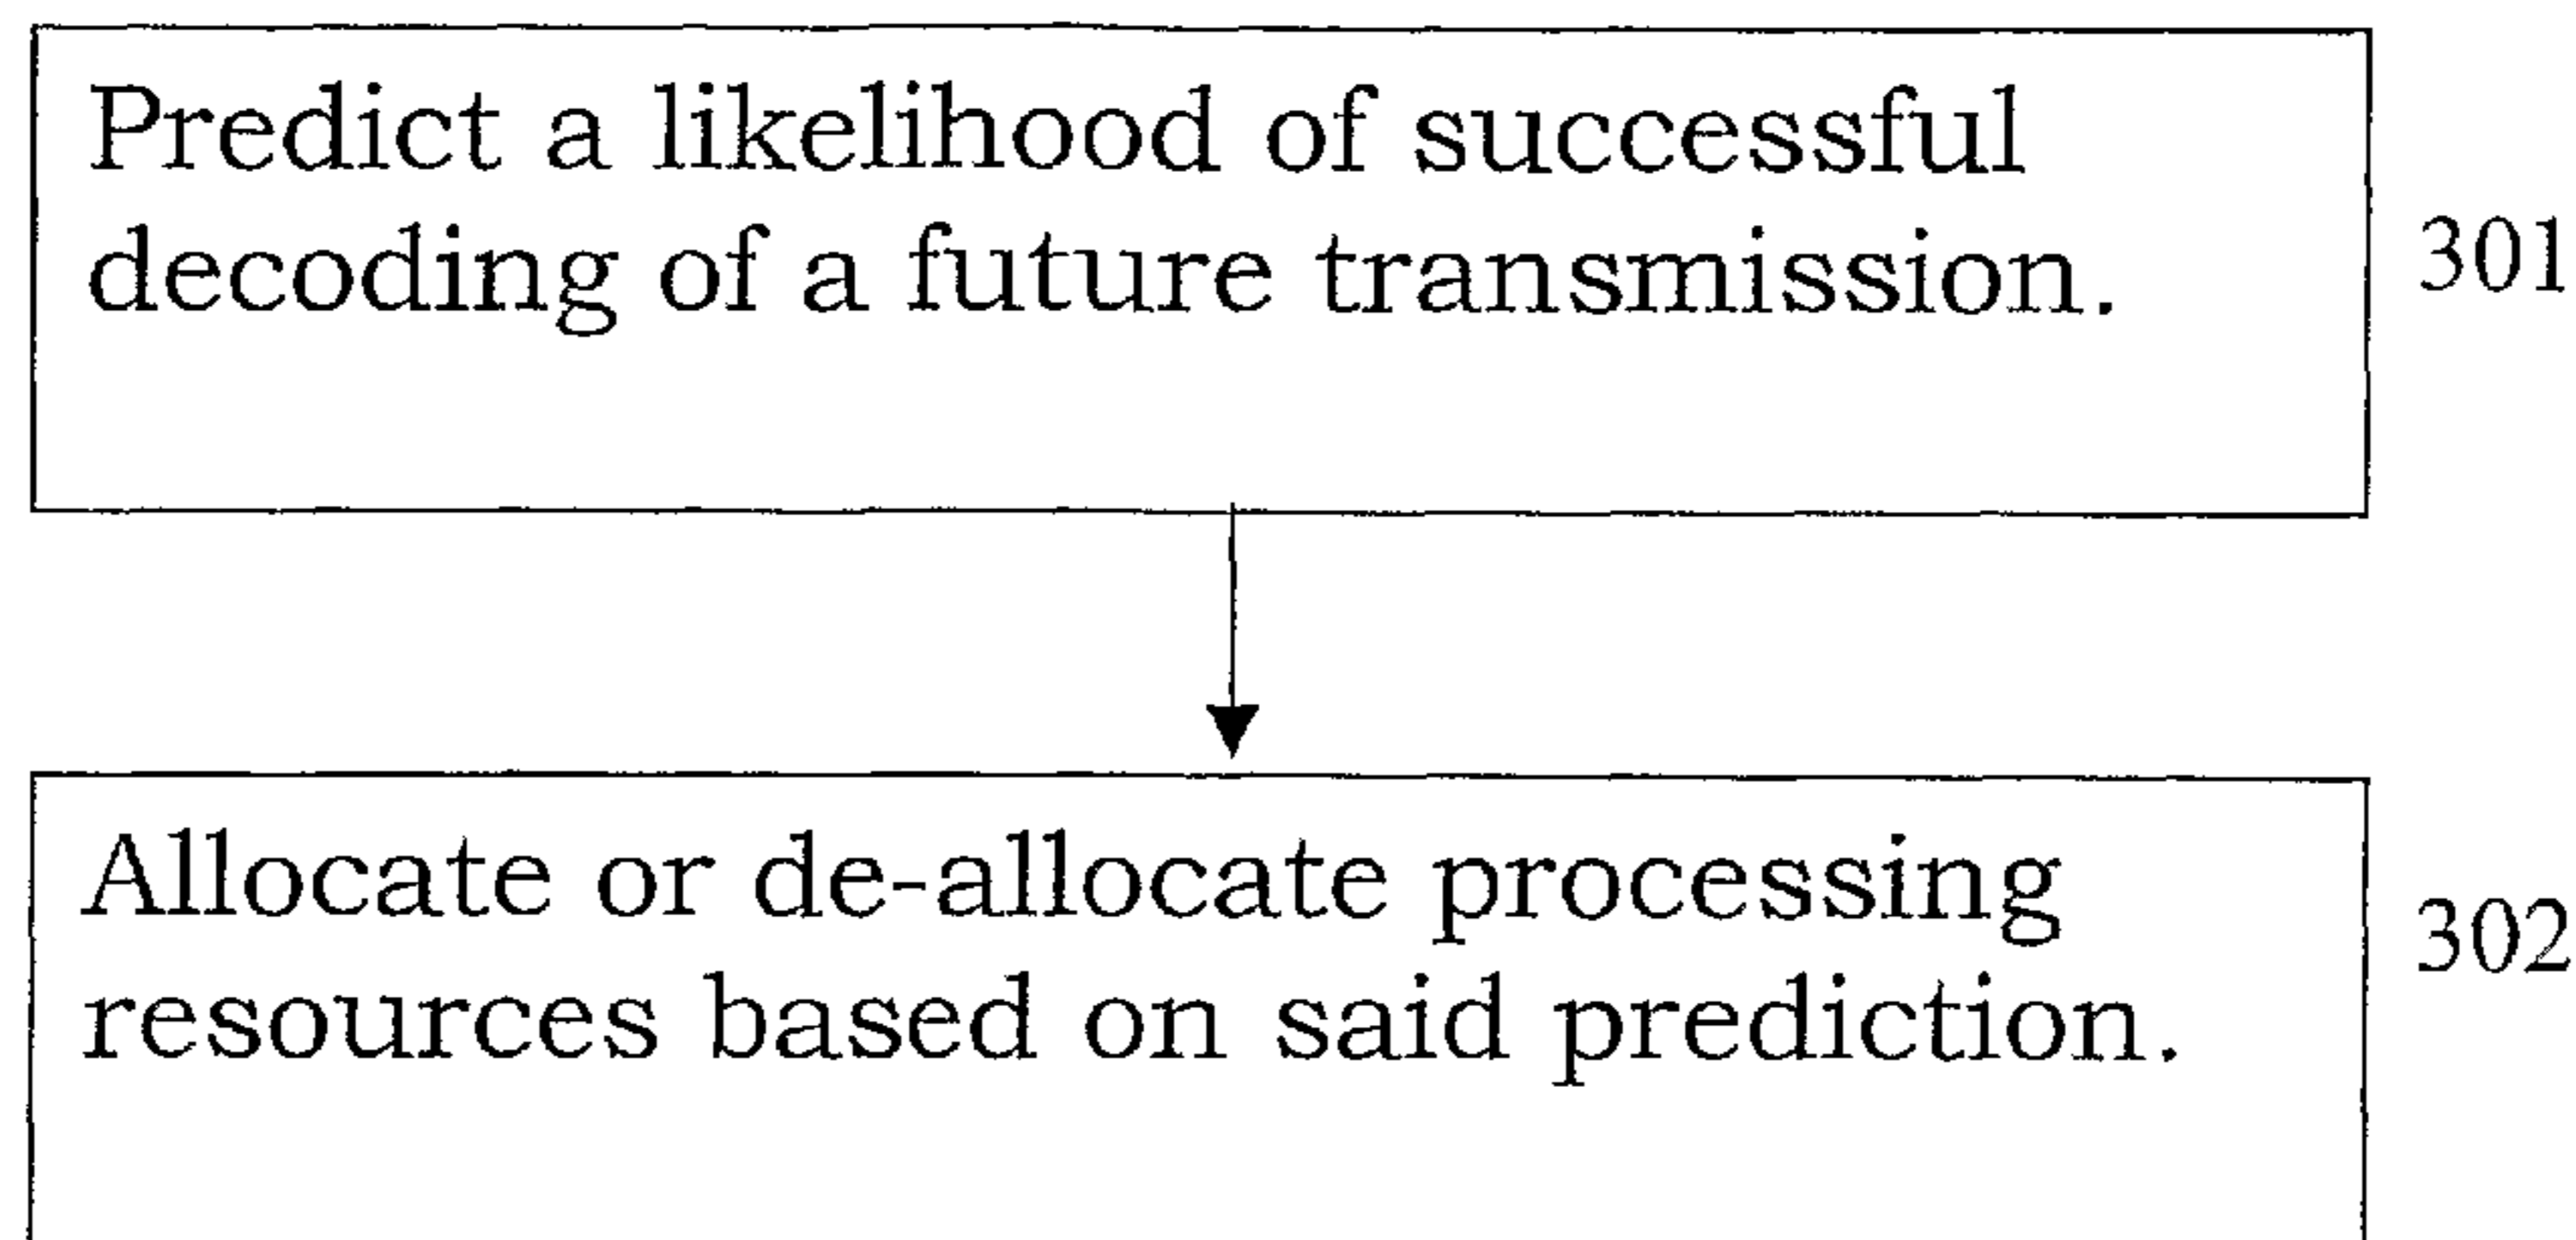 Predict a likelihood of successful
decoding of a future transmission.
301
Allocate or de-allocate processing
resources based on said prediction.
302